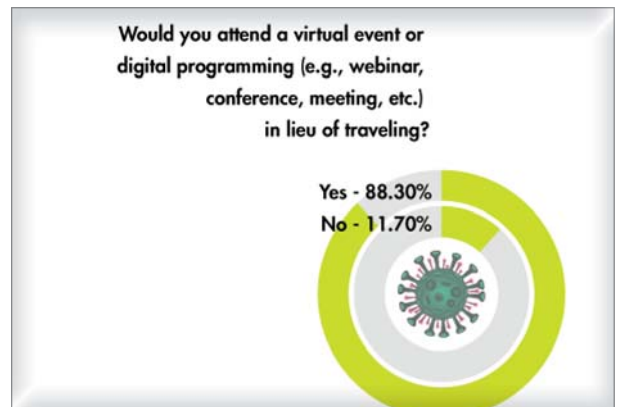 Would you attend a virtual event or
digital programming (e.g., webinar,
conference, meeting, etc.)
in lieu of traveling?
Yes - 88.30%
No - 11.70%